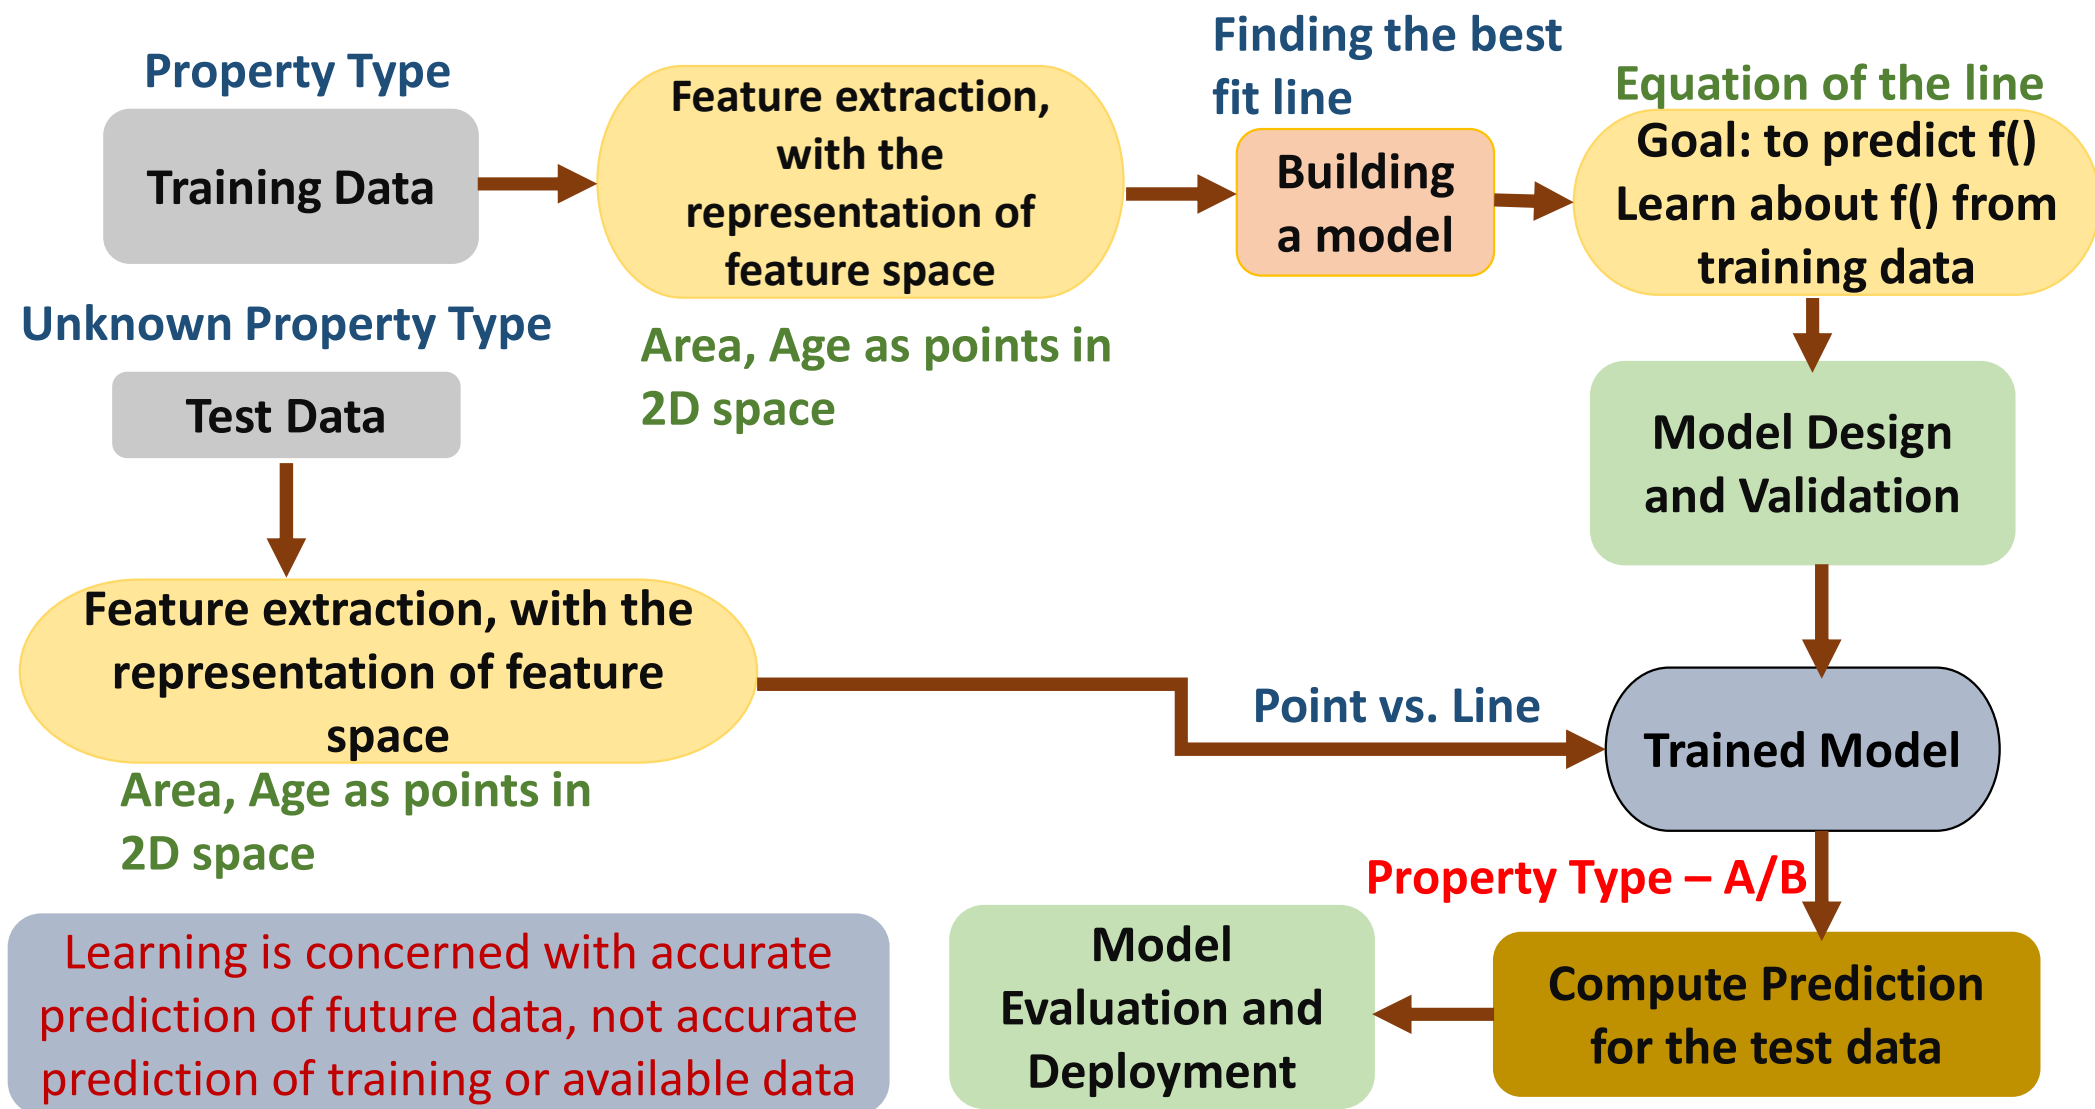 Property Type
Training Data
Feature extraction,
with the
representation of
feature space
Area, Age as points in
2D space
Finding the best
fit line
Building
a model
Equation of the line
Goal: to predict f()
Learn about f() from
training data
Model Design
and Validation
Unknown Property Type
Test Data
Feature extraction, with the
representation of feature
space
Area, Age as points in
2D space
Point vs. Line
Trained Model
Property Type – A/B
Compute Prediction
for the test data
Model
Evaluation and
Deployment
Learning is concerned with accurate
prediction of future data, not accurate
prediction of training or available data